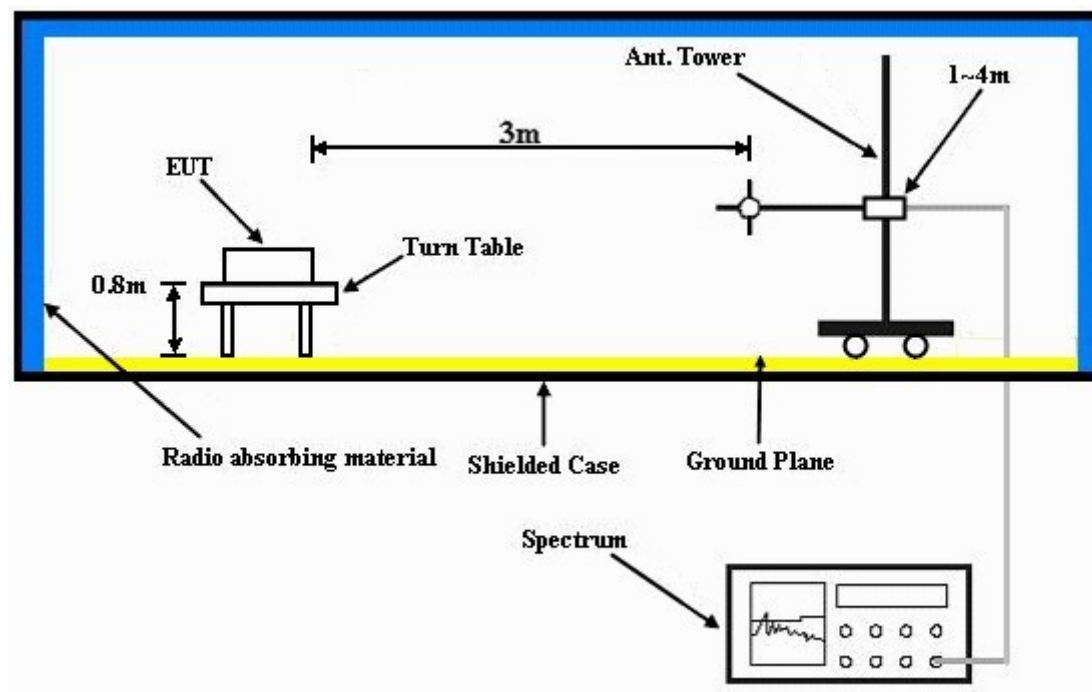 Ant. Tower
1~4m
3m
EUT
Turn Table
0.8m
Radio absorbing material
Shielded Case
Ground Plane
Spectrum